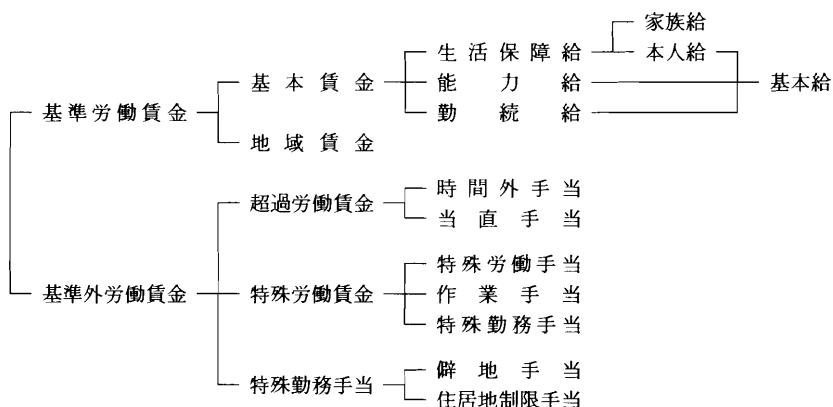 家族給
生活保障給 本人給
基本賃金 能力給 基本給
基準労働賃金 勤続給
地域賃金
時間外手当
超過労働賃金
当直手当
特殊労働手当
基準外労働賃金 特殊労働賃金 作業手当
特殊勤務手当
僻地手当
特殊勤務手当
住居地制限手当